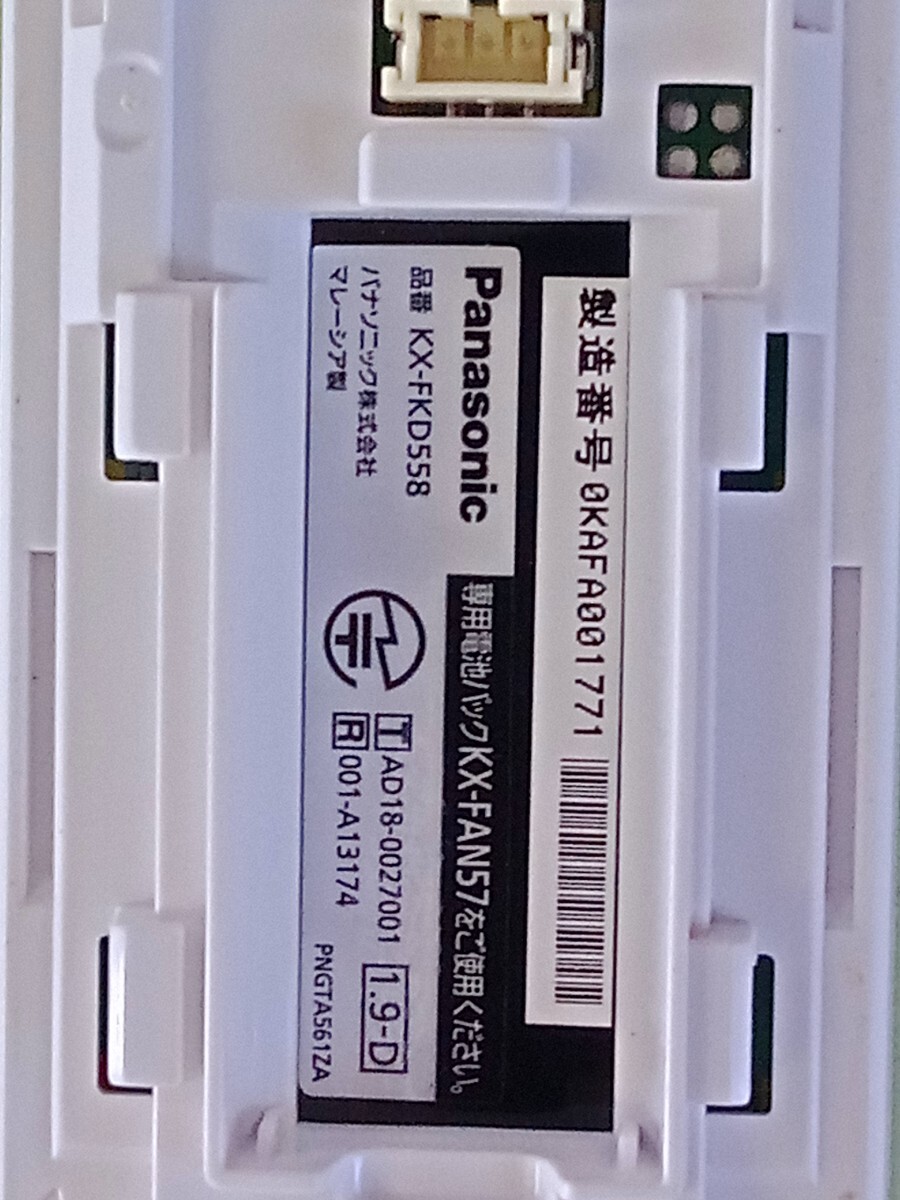 製造番号 0KAFA001771
Panasonic
品番 KX-FKD558
パナソニック株式会社
マレーシア製
専用電池パックKX-FAN57をご使用ください。
T AD18-0027001
R 001-A13174
1.9-D
PNGTA561ZA